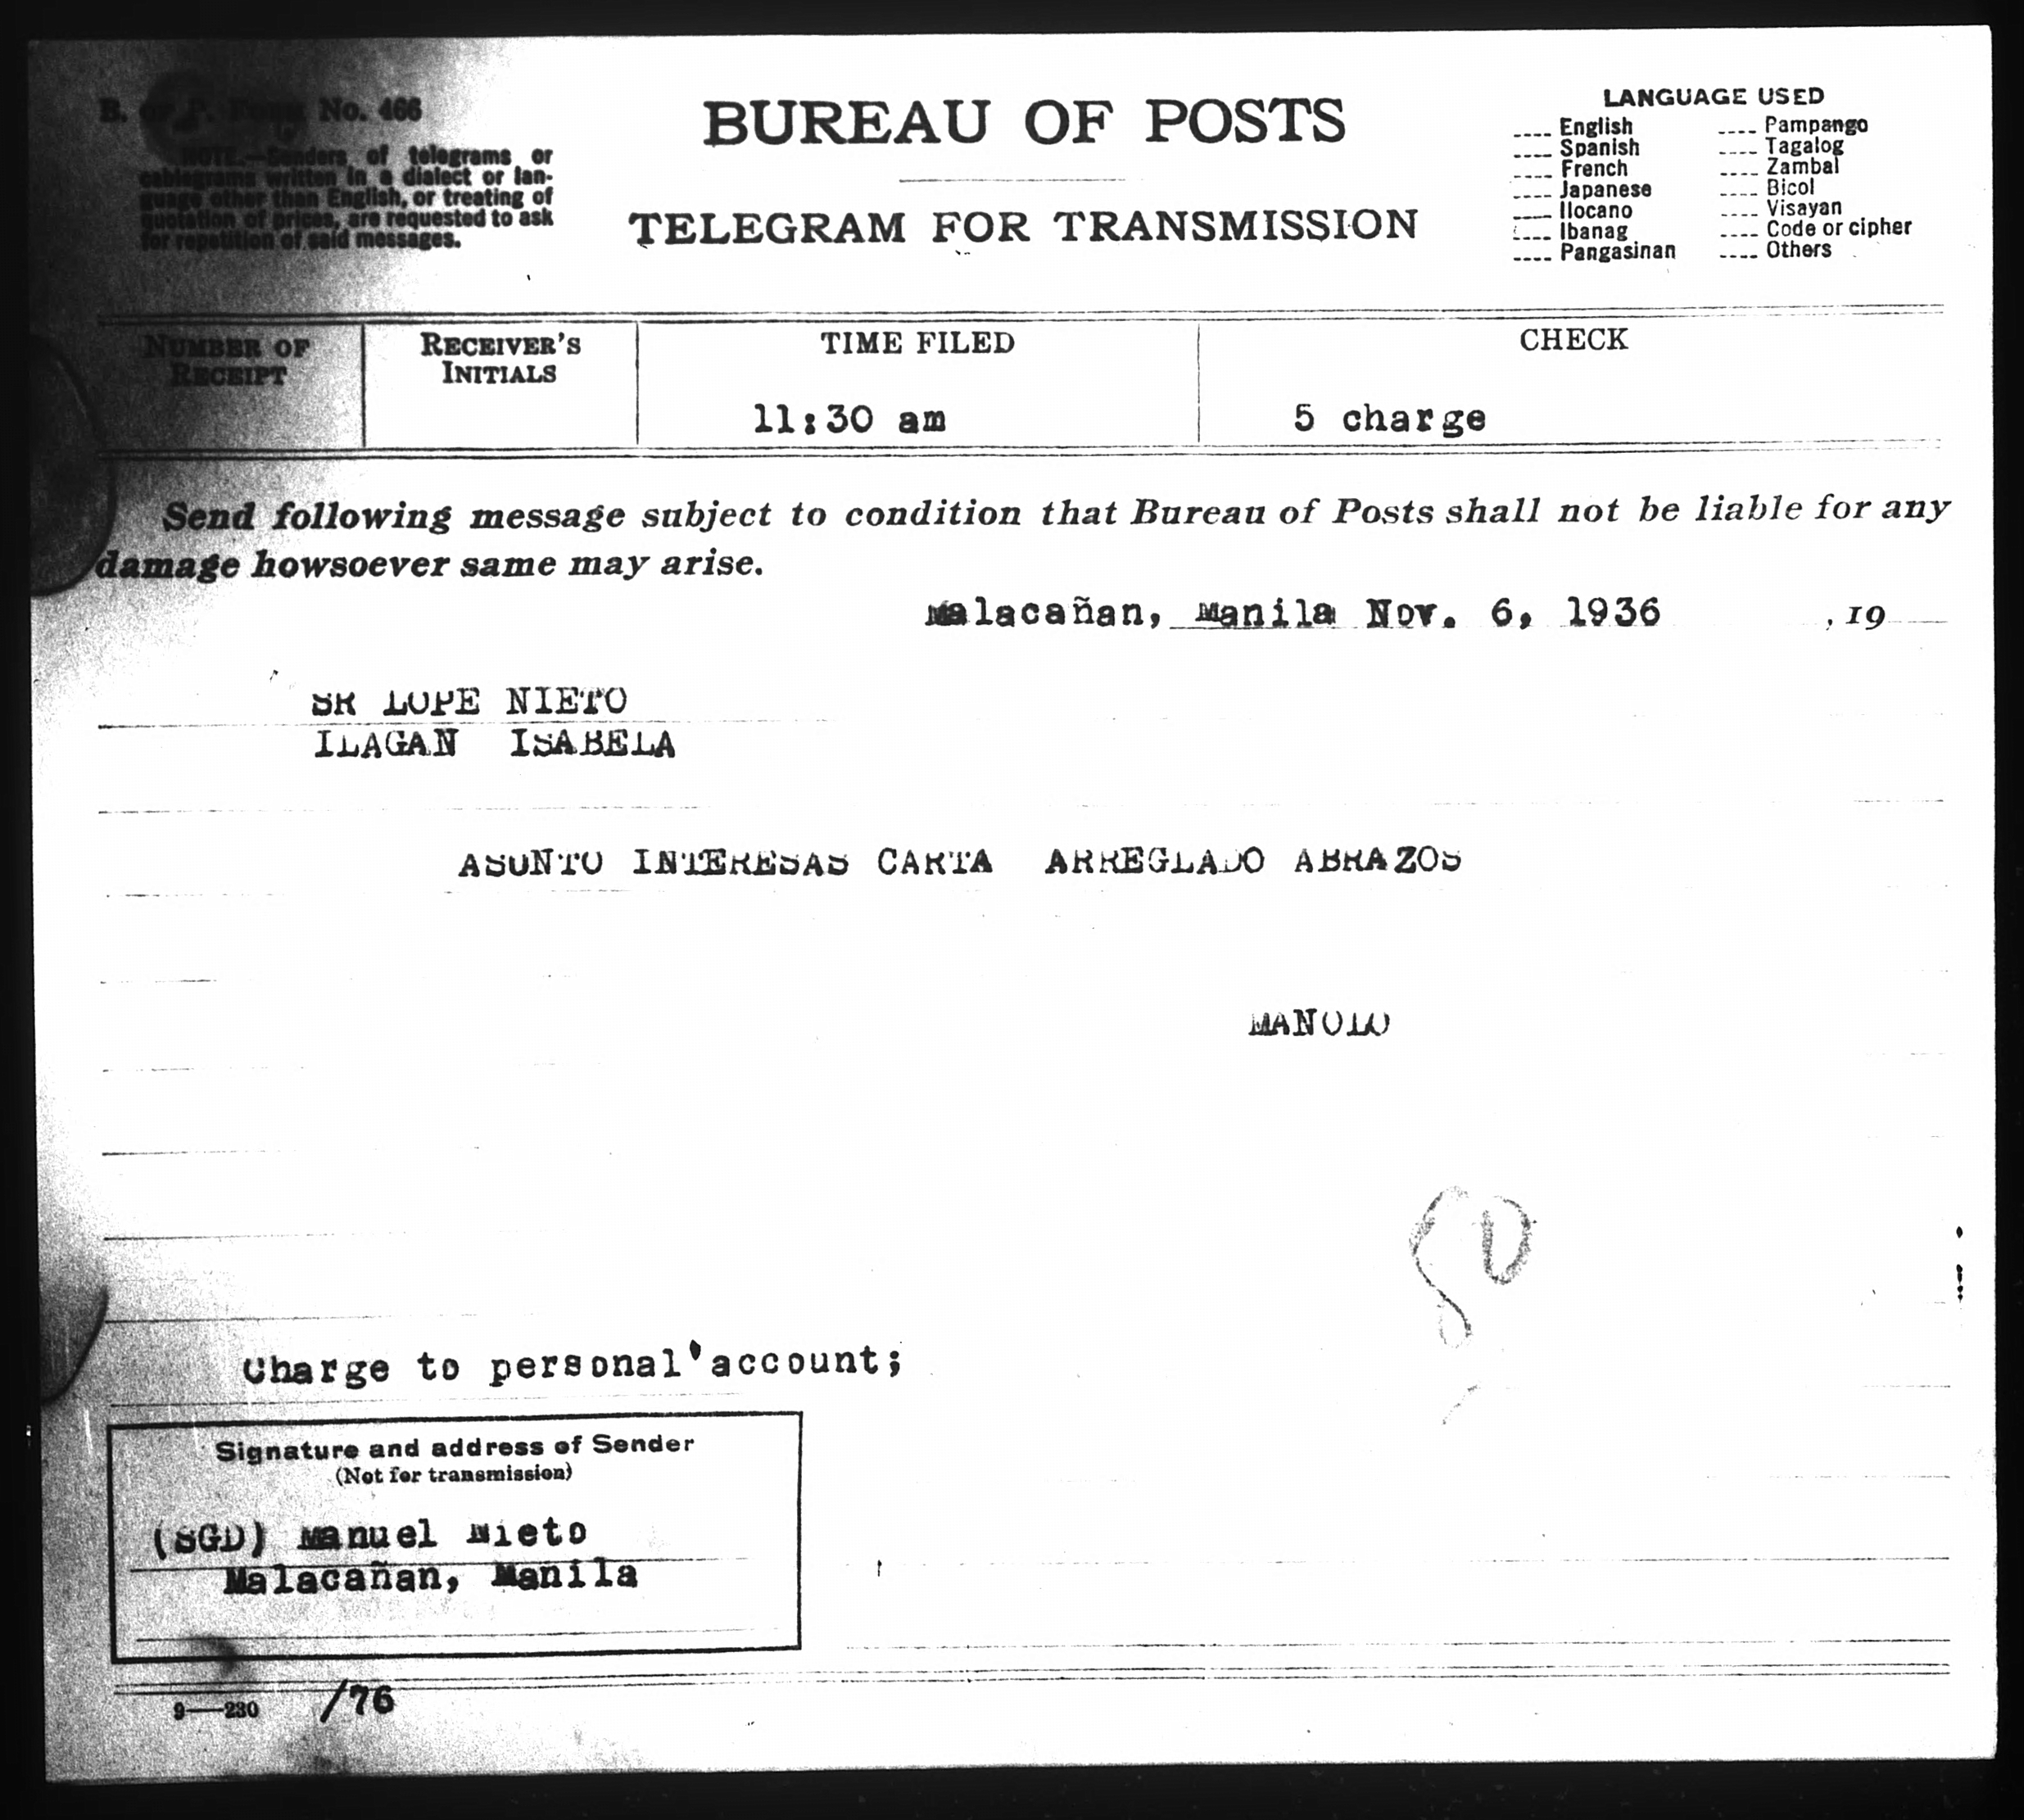 B. of P. Form No. 466
NOTE.—Senders of telegrams or
cablegrams written in a dialect or lan-
guage other than English, or treating of
quotation of prices, are requested to ask
for repetition of said messages.
BUREAU OF POSTS
TELEGRAM FOR TRANSMISSION
LANGUAGE USED
---- English ---- Pampango
---- Spanish ---- Tagalog
---- French ---- Zambal
---- Japanese ---- Bicol
---- Ilocano ---- Visayan
---- Ibanag ---- Code or cipher
---- Pangasinan ---- Others
NUMBER OF RECEIPT
RECEIVER'S INITIALS
TIME FILED
CHECK
11:30 am
5 charge
Send following message subject to condition that Bureau of Posts shall not be liable for any
damage howsoever same may arise.
Malacañan, Manila Nov. 6, 1936 , 19
SR LOPE NIETO
ILAGAN ISABELA
ASUNTO INTERESAS CARTA ARREGLADO ABRAZOS
MANOLO
Charge to personal account;
Signature and address of Sender
(Not for transmission)
(SGD) Manuel Nieto
Malacañan, Manila
9—230 /76